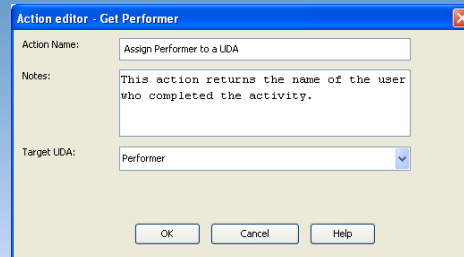 Action editor - Get Performer
Action Name:
Assign Performer to a UDA
Notes:
This action returns the name of the user
who completed the activity.
Target UDA:
Performer
OK Cancel Help